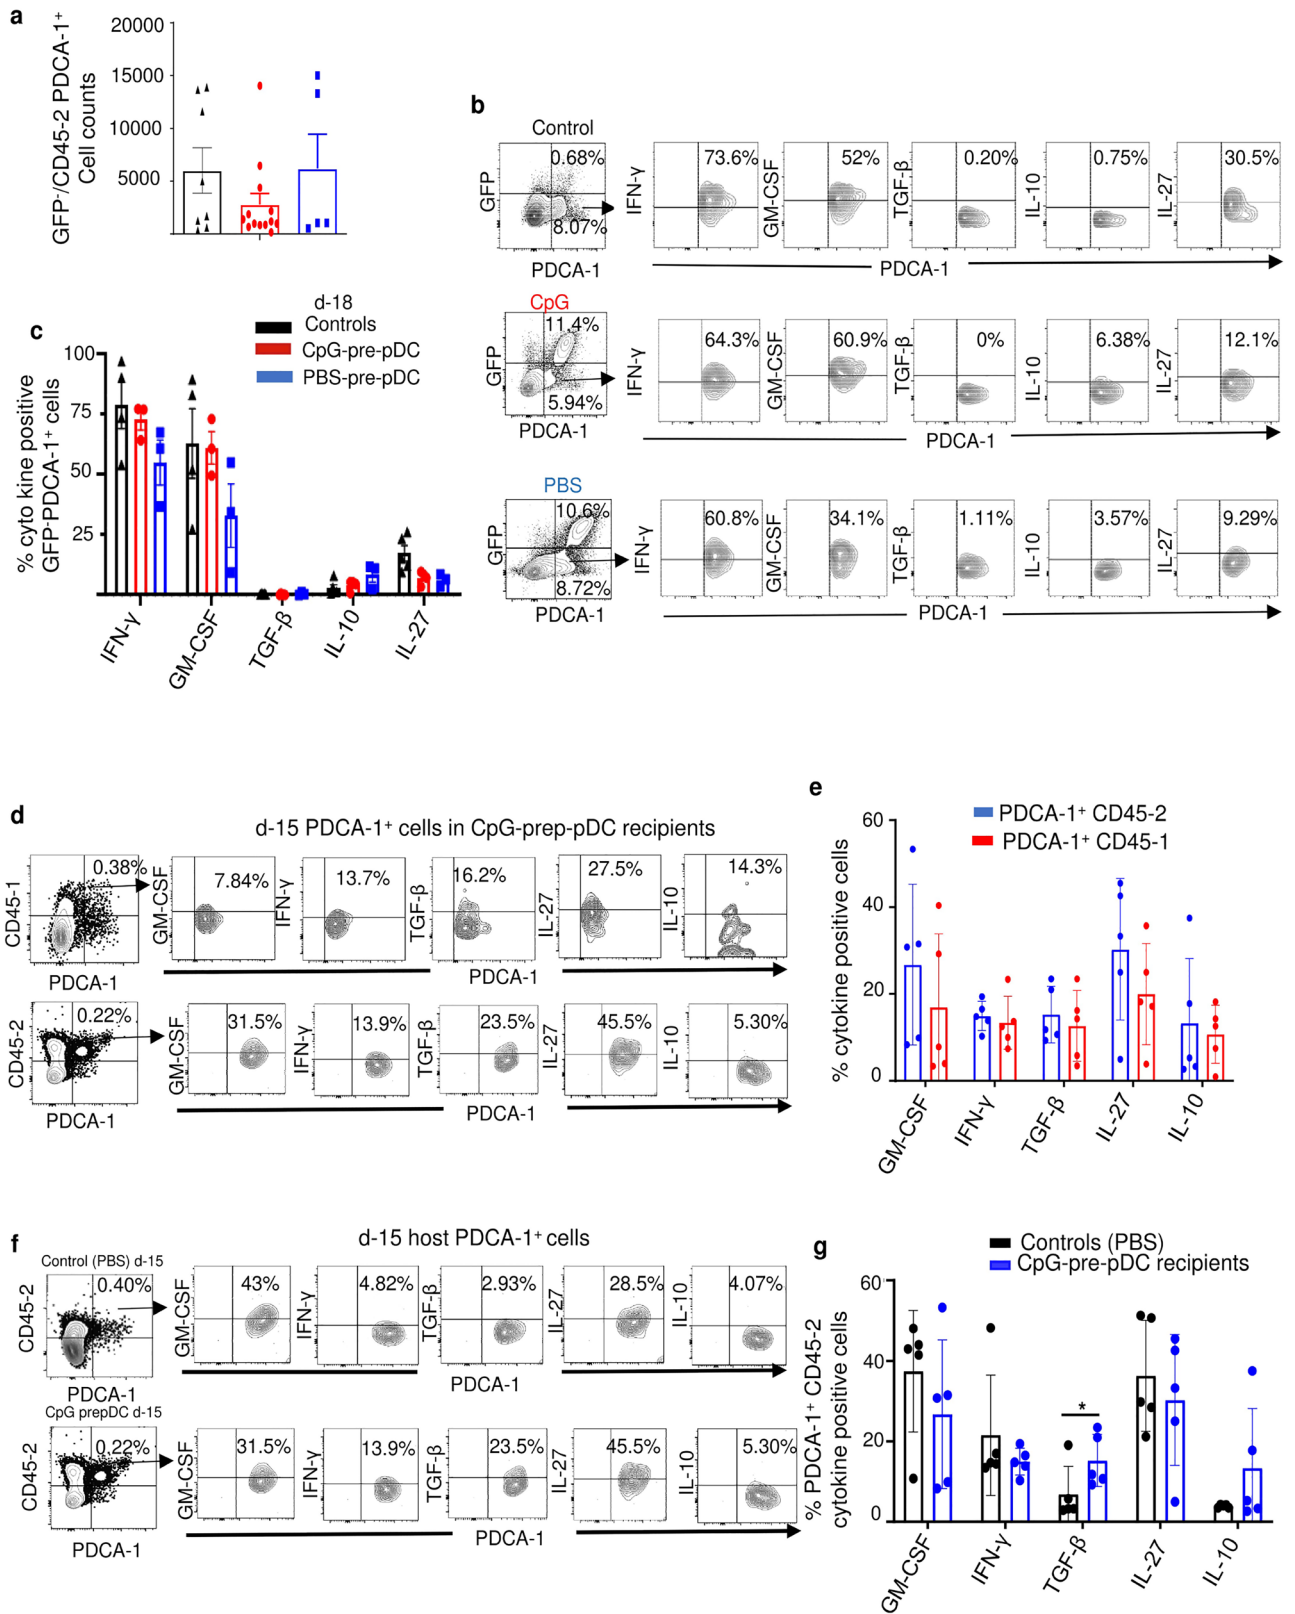 a
GFP-/CD45-2 PDCA-1+
Cell counts
20000
15000
10000
5000
b
Control
GFP
0.68%
8.07%
PDCA-1
IFN-γ
73.6%
GM-CSF
52%
TGF-β
0.20%
IL-10
0.75%
IL-27
30.5%
PDCA-1
CpG
GFP
11.4%
5.94%
PDCA-1
IFN-γ
64.3%
GM-CSF
60.9%
TGF-β
0%
IL-10
6.38%
IL-27
12.1%
PDCA-1
PBS
GFP
10.6%
8.72%
PDCA-1
IFN-γ
60.8%
GM-CSF
34.1%
TGF-β
1.11%
IL-10
3.57%
IL-27
9.29%
PDCA-1
c
d-18
Controls
CpG-pre-pDC
PBS-pre-pDC
% cyto kine positive
GFP-PDCA-1+ cells
100
75
50
25
IFN-γ
GM-CSF
TGF-β
IL-10
IL-27
d
d-15 PDCA-1+ cells in CpG-prep-pDC recipients
CD45-1
0.38%
PDCA-1
GM-CSF
7.84%
IFN-γ
13.7%
TGF-β
16.2%
IL-27
27.5%
IL-10
14.3%
PDCA-1
CD45-2
0.22%
PDCA-1
GM-CSF
31.5%
IFN-γ
13.9%
TGF-β
23.5%
IL-27
45.5%
IL-10
5.30%
PDCA-1
e
PDCA-1+ CD45-2
PDCA-1+ CD45-1
% cytokine positive cells
60
40
20
0
GM-CSF
IFN-γ
TGF-β
IL-27
IL-10
f
d-15 host PDCA-1+ cells
Control (PBS) d-15
CD45-2
0.40%
PDCA-1
GM-CSF
43%
IFN-γ
4.82%
TGF-β
2.93%
IL-27
28.5%
IL-10
4.07%
PDCA-1
CpG prepDC d-15
CD45-2
0.22%
PDCA-1
GM-CSF
31.5%
IFN-γ
13.9%
TGF-β
23.5%
IL-27
45.5%
IL-10
5.30%
PDCA-1
g
Controls (PBS)
CpG-pre-pDC recipients
% PDCA-1+ CD45-2
cytokine positive cells
60
40
20
0
*
GM-CSF
IFN-γ
TGF-β
IL-27
IL-10